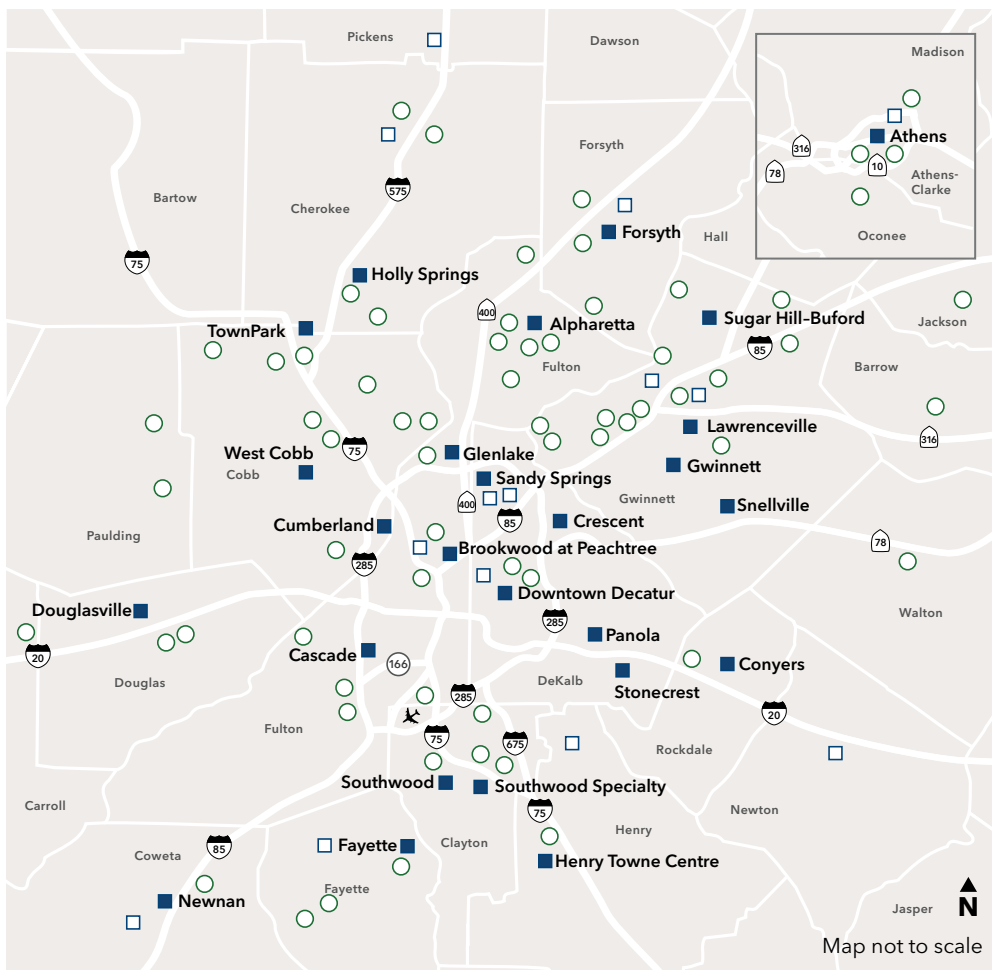 Pickens
Dawson
Madison
Athens
316
78
10
Athens-
Clarke
Oconee
Forsyth
575
Bartow
Cherokee
Forsyth
Hall
75
Holly Springs
400
TownPark
Alpharetta
Sugar Hill–Buford
Jackson
85
Fulton
Barrow
Lawrenceville
316
75
West Cobb
Cobb
Glenlake
Gwinnett
Sandy Springs
400
Gwinnett
Snellville
85
Cumberland
Crescent
Paulding
78
Brookwood at Peachtree
285
Downtown Decatur
Douglasville
Walton
285
Panola
20
Cascade
166
Conyers
Stonecrest
DeKalb
Douglas
285
20
Fulton
75
675
Rockdale
Southwood
Southwood Specialty
Carroll
75
Newton
Henry
85
Fayette
Clayton
Coweta
Henry Towne Centre
Fayette
Newnan
N
Jasper
Map not to scale